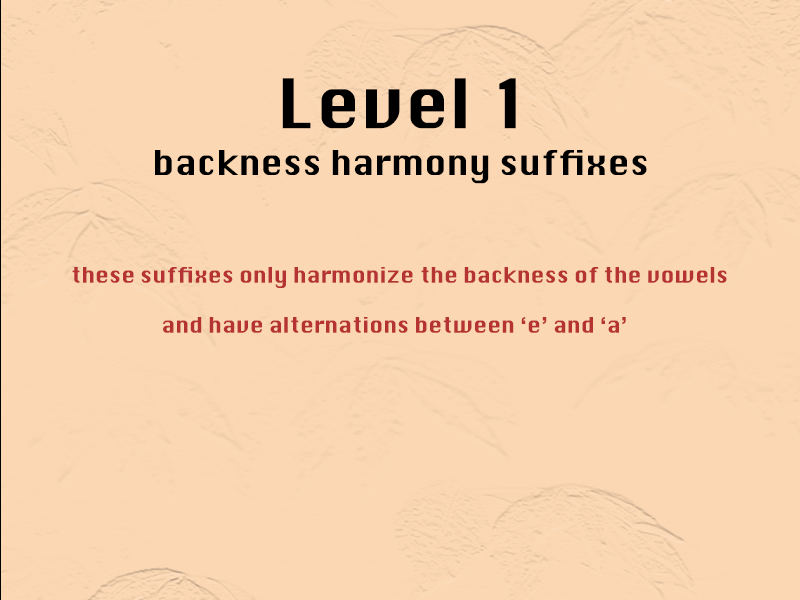 Level 1
backness harmony suffixes
these suffixes only harmonize the backness of the vowels
and have alternations between ‘e’ and ‘a’